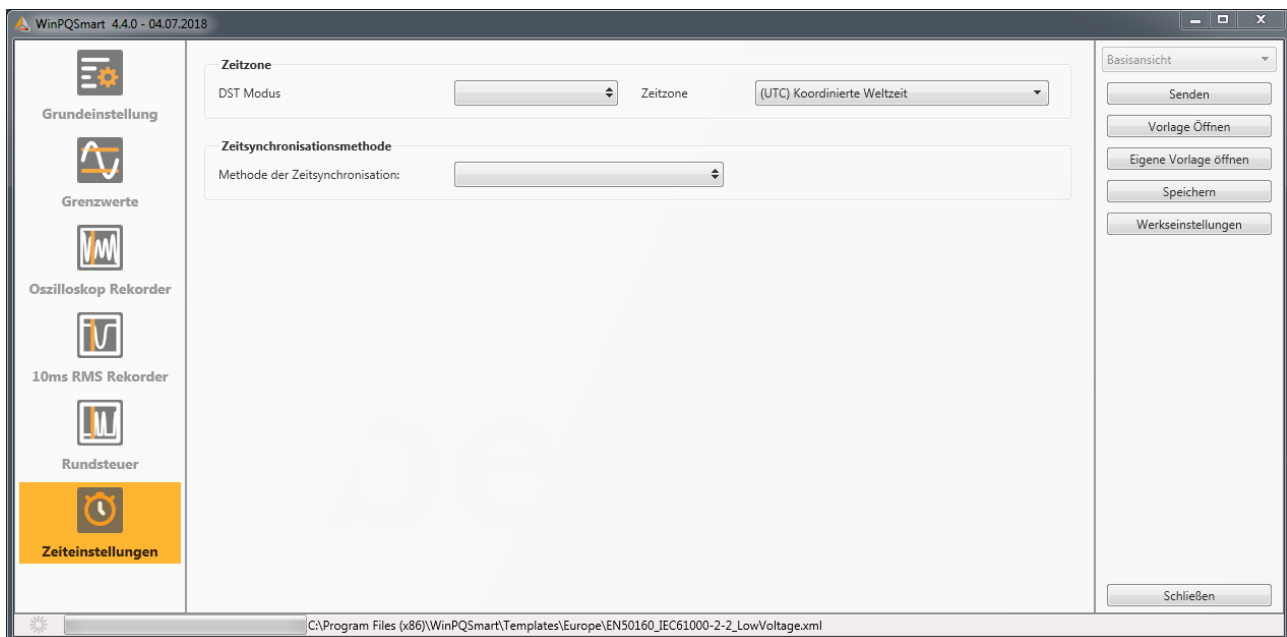 WinPQSmart 4.4.0 - 04.07.2018
Grundeinstellung
Grenzwerte
Oszilloskop Rekorder
10ms RMS Rekorder
Rundsteuer
Zeiteinstellungen
Zeitzone
DST Modus
Zeitzone
(UTC) Koordinierte Weltzeit
Zeitsynchronisationsmethode
Methode der Zeitsynchronisation:
Basisansicht
Senden
Vorlage Öffnen
Eigene Vorlage öffnen
Speichern
Werkseinstellungen
Schließen
C:\Program Files (x86)\WinPQSmart\Templates\Europe\EN50160_IEC61000-2-2_LowVoltage.xml